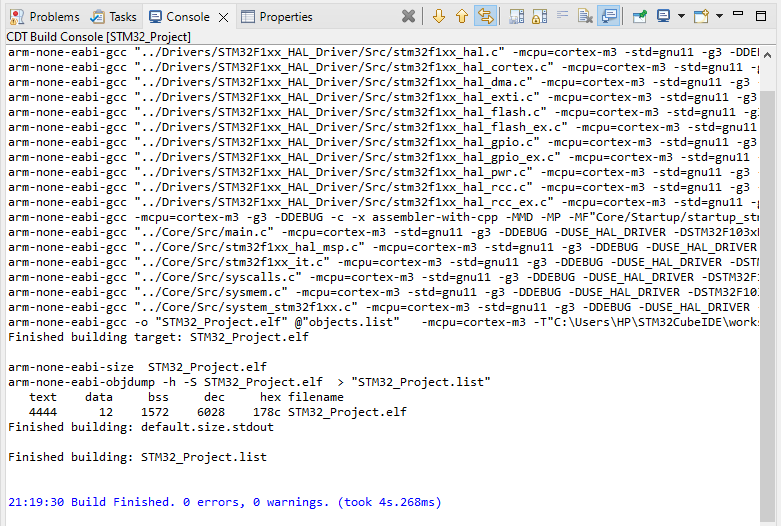 Problems Tasks Console Properties
CDT Build Console [STM32_Project]
arm-none-eabi-gcc "../Drivers/STM32F1xx_HAL_Driver/Src/stm32f1xx_hal.c" -mcpu=cortex-m3 -std=gnu11 -g3 -DDE
arm-none-eabi-gcc "../Drivers/STM32F1xx_HAL_Driver/Src/stm32f1xx_hal_cortex.c" -mcpu=cortex-m3 -std=gnu11 -g
arm-none-eabi-gcc "../Drivers/STM32F1xx_HAL_Driver/Src/stm32f1xx_hal_dma.c" -mcpu=cortex-m3 -std=gnu11 -g3
arm-none-eabi-gcc "../Drivers/STM32F1xx_HAL_Driver/Src/stm32f1xx_hal_exti.c" -mcpu=cortex-m3 -std=gnu11 -g3
arm-none-eabi-gcc "../Drivers/STM32F1xx_HAL_Driver/Src/stm32f1xx_hal_flash.c" -mcpu=cortex-m3 -std=gnu11 -g3
arm-none-eabi-gcc "../Drivers/STM32F1xx_HAL_Driver/Src/stm32f1xx_hal_flash_ex.c" -mcpu=cortex-m3 -std=gnu11 -
arm-none-eabi-gcc "../Drivers/STM32F1xx_HAL_Driver/Src/stm32f1xx_hal_gpio.c" -mcpu=cortex-m3 -std=gnu11 -g3
arm-none-eabi-gcc "../Drivers/STM32F1xx_HAL_Driver/Src/stm32f1xx_hal_gpio_ex.c" -mcpu=cortex-m3 -std=gnu11 -
arm-none-eabi-gcc "../Drivers/STM32F1xx_HAL_Driver/Src/stm32f1xx_hal_pwr.c" -mcpu=cortex-m3 -std=gnu11 -g3
arm-none-eabi-gcc "../Drivers/STM32F1xx_HAL_Driver/Src/stm32f1xx_hal_rcc.c" -mcpu=cortex-m3 -std=gnu11 -g3
arm-none-eabi-gcc "../Drivers/STM32F1xx_HAL_Driver/Src/stm32f1xx_hal_rcc_ex.c" -mcpu=cortex-m3 -std=gnu11 -g
arm-none-eabi-gcc -mcpu=cortex-m3 -g3 -DDEBUG -c -x assembler-with-cpp -MMD -MP -MF"Core/Startup/startup_stm
arm-none-eabi-gcc "../Core/Src/main.c" -mcpu=cortex-m3 -std=gnu11 -g3 -DDEBUG -DUSE_HAL_DRIVER -DSTM32F103x
arm-none-eabi-gcc "../Core/Src/stm32f1xx_hal_msp.c" -mcpu=cortex-m3 -std=gnu11 -g3 -DDEBUG -DUSE_HAL_DRIVER
arm-none-eabi-gcc "../Core/Src/stm32f1xx_it.c" -mcpu=cortex-m3 -std=gnu11 -g3 -DDEBUG -DUSE_HAL_DRIVER -DSTM
arm-none-eabi-gcc "../Core/Src/syscalls.c" -mcpu=cortex-m3 -std=gnu11 -g3 -DDEBUG -DUSE_HAL_DRIVER -DSTM32F1
arm-none-eabi-gcc "../Core/Src/sysmem.c" -mcpu=cortex-m3 -std=gnu11 -g3 -DDEBUG -DUSE_HAL_DRIVER -DSTM32F10
arm-none-eabi-gcc "../Core/Src/system_stm32f1xx.c" -mcpu=cortex-m3 -std=gnu11 -g3 -DDEBUG -DUSE_HAL_DRIVER
arm-none-eabi-gcc -o "STM32_Project.elf" @"objects.list" -mcpu=cortex-m3 -T"C:\Users\HP\STM32CubeIDE\works
Finished building target: STM32_Project.elf
arm-none-eabi-size STM32_Project.elf
arm-none-eabi-objdump -h -S STM32_Project.elf > "STM32_Project.list"
text data bss dec hex filename
4444 12 1572 6028 178c STM32_Project.elf
Finished building: default.size.stdout
Finished building: STM32_Project.list
21:19:30 Build Finished. 0 errors, 0 warnings. (took 4s.268ms)